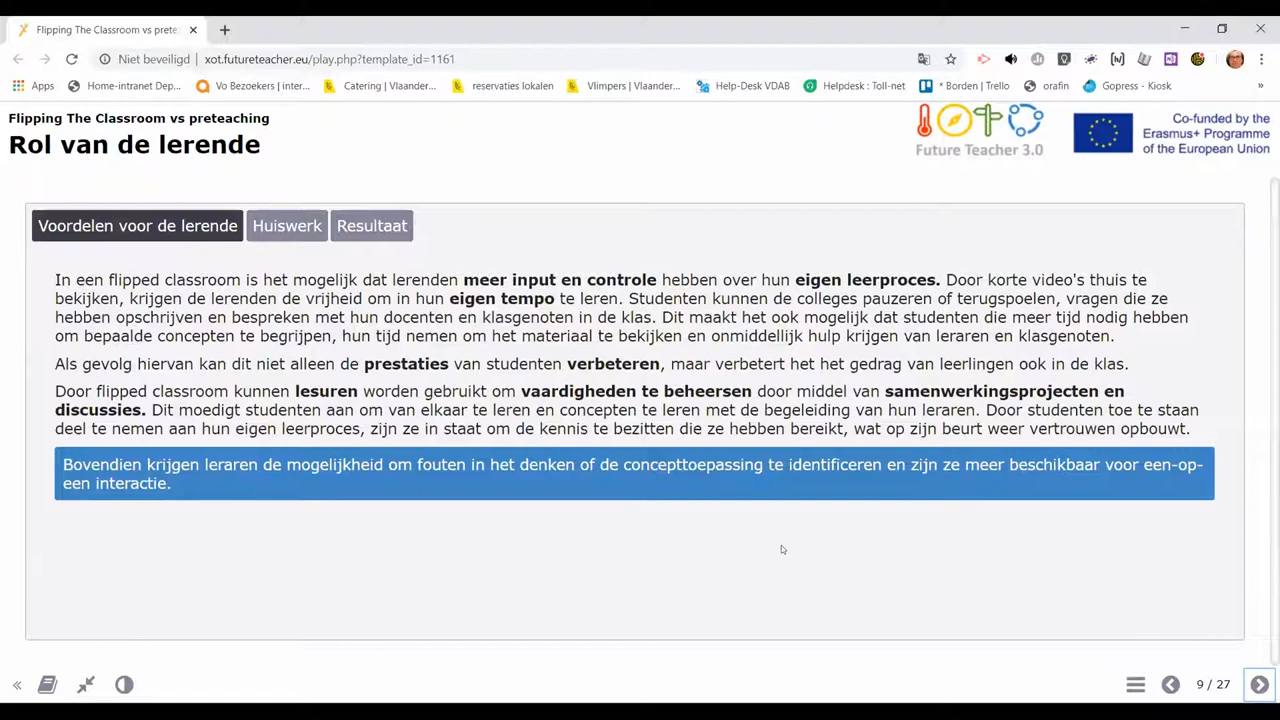 Flipping The Classroom vs prete
Niet beveiligd
xot.futureteacher.eu/play.php?template_id=1161
Apps
Home-intranet Dep...
Vo Bezoekers | inter...
Catering | Vlaander...
reservaties lokalen
Vlimpers | Vlaander...
Help-Desk VDAB
Helpdesk : Toll-net
* Borden | Trello
orafin
Gopress - Kiosk
»
Flipping The Classroom vs preteaching
Rol van de lerende
Future Teacher 3.0
Co-funded by the
Erasmus+ Programme
of the European Union
Voordelen voor de lerende
Huiswerk
Resultaat
In een flipped classroom is het mogelijk dat lerenden meer input en controle hebben over hun eigen leerproces. Door korte video's thuis te
bekijken, krijgen de lerenden de vrijheid om in hun eigen tempo te leren. Studenten kunnen de colleges pauzeren of terugspoelen, vragen die ze
hebben opschrijven en bespreken met hun docenten en klasgenoten in de klas. Dit maakt het ook mogelijk dat studenten die meer tijd nodig hebben
om bepaalde concepten te begrijpen, hun tijd nemen om het materiaal te bekijken en onmiddellijk hulp krijgen van leraren en klasgenoten.
Als gevolg hiervan kan dit niet alleen de prestaties van studenten verbeteren, maar verbetert het het gedrag van leerlingen ook in de klas.
Door flipped classroom kunnen lesuren worden gebruikt om vaardigheden te beheersen door middel van samenwerkingsprojecten en
discussies. Dit moedigt studenten aan om van elkaar te leren en concepten te leren met de begeleiding van hun leraren. Door studenten toe te staan
deel te nemen aan hun eigen leerproces, zijn ze in staat om de kennis te bezitten die ze hebben bereikt, wat op zijn beurt weer vertrouwen opbouwt.
Bovendien krijgen leraren de mogelijkheid om fouten in het denken of de concepttoepassing te identificeren en zijn ze meer beschikbaar voor een-op-
een interactie.
«
9 / 27